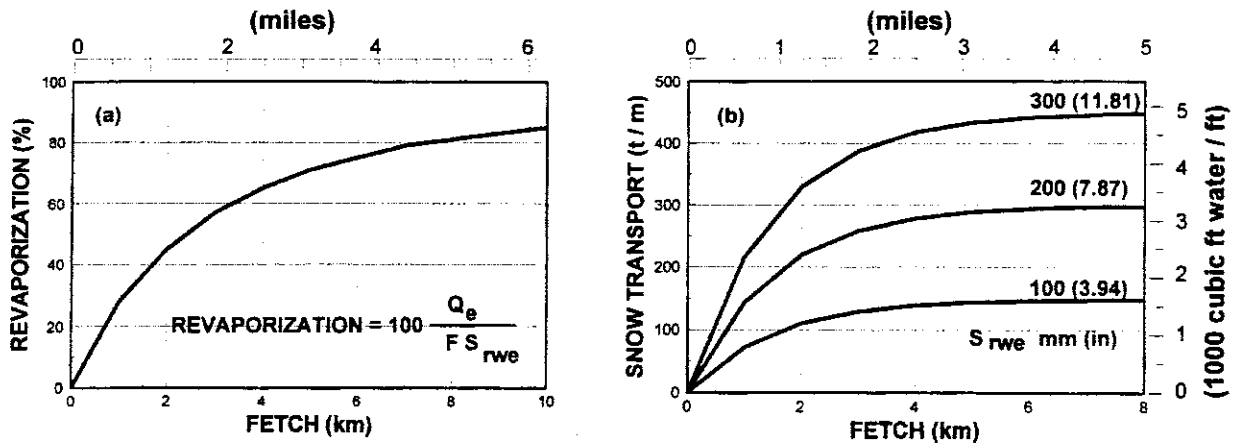 (miles)
0 2 4 6
100
80
60
40
20
0
REVAPORIZATION (%)
(a)
REVAPORIZATION = 100 Qe / F Srwe
0 2 4 6 8 10
FETCH (km)
(miles)
0 1 2 3 4 5
500
400
300
200
100
0
SNOW TRANSPORT (t / m)
(b)
300 (11.81)
200 (7.87)
100 (3.94)
S rwe mm (in)
5
4
3
2
1
0
(1000 cubic ft water / ft)
0 2 4 6 8
FETCH (km)